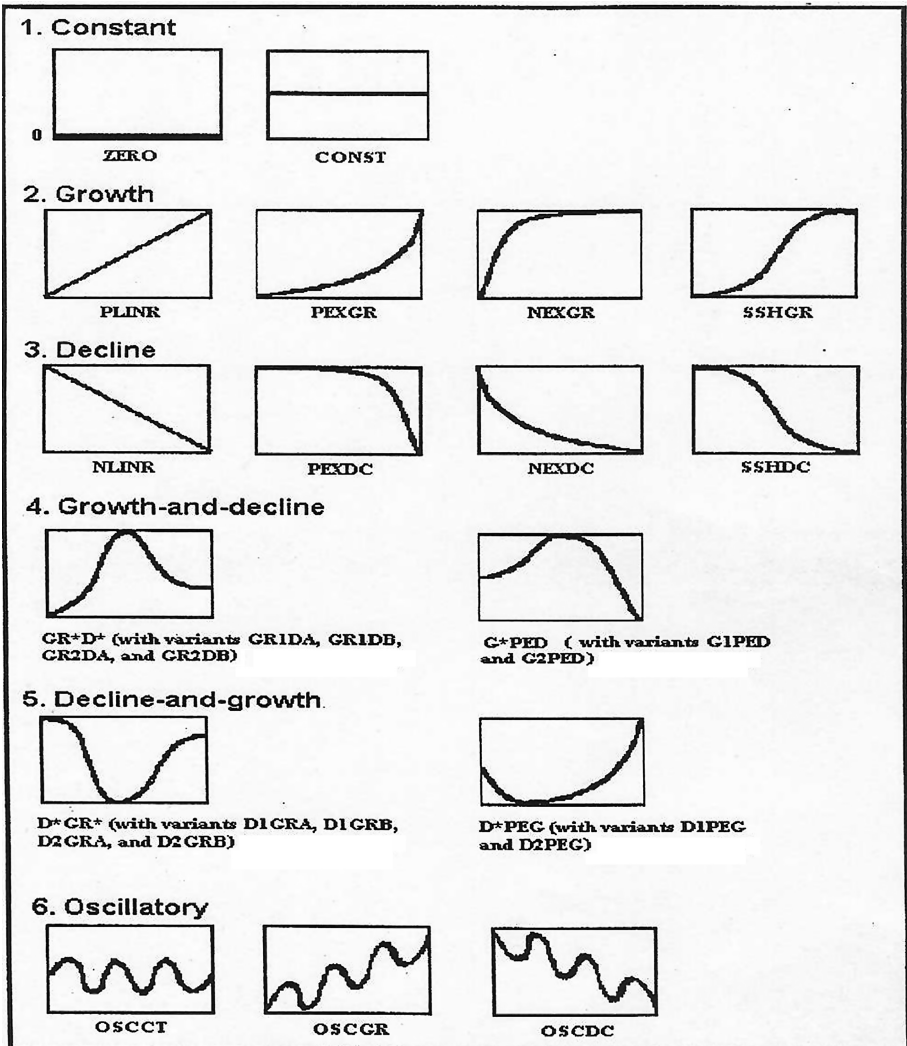 1. Constant
0
ZERO CONST
2. Growth
PLINR PEXGR NEXGR SSHGR
3. Decline
NLINR PEXDC NEXDC SSHDC
4. Growth-and-decline
GR*D* (with variants GR1DA, GR1DB,
GR2DA, and GR2DB)
G*PED ( with variants G1PED
and G2PED)
5. Decline-and-growth
D*GR* (with variants D1GRA, D1GRB,
D2GRA, and D2GRB)
D*PEG (with variants D1PEG
and D2PEG)
6. Oscillatory
OSCCT OSCGR OSCDC